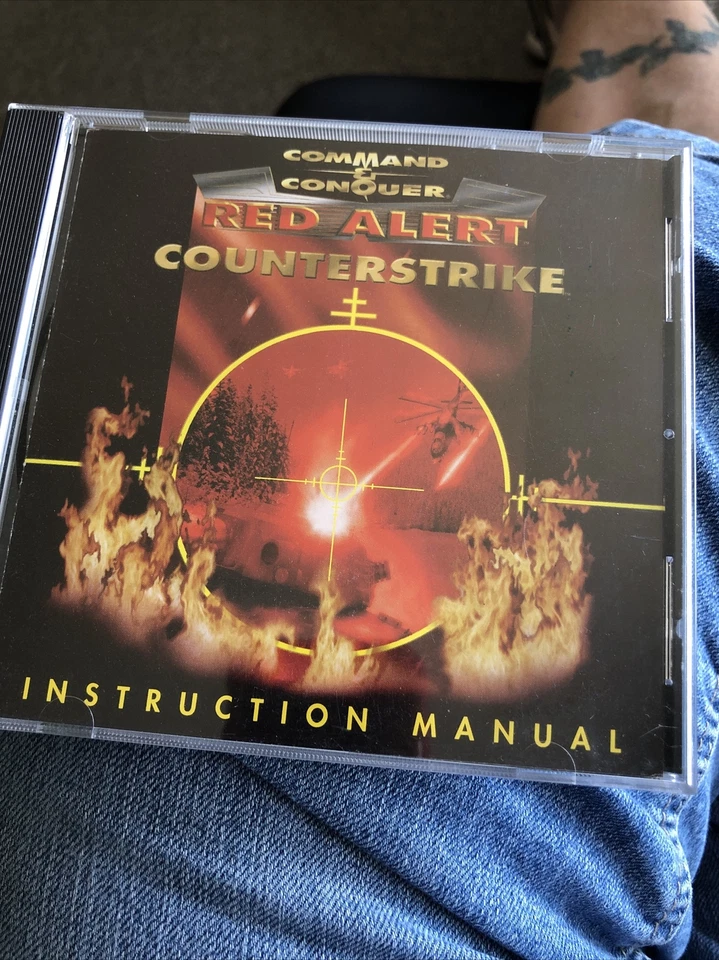 COMMAND
&
CONQUER
RED ALERT
COUNTERSTRIKE
INSTRUCTION MANUAL